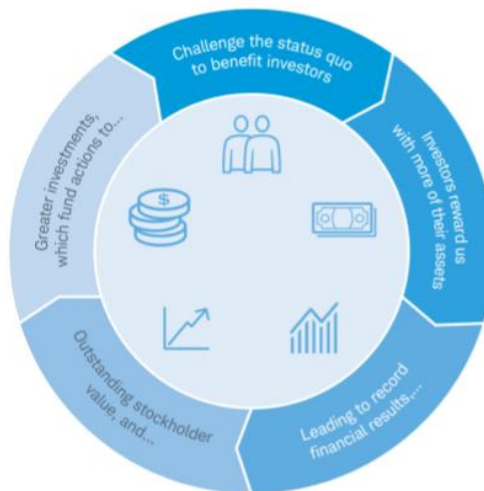 Challenge the status quo
to benefit investors
Investors reward us
with more of their assets
Leading to record
financial results,...
Outstanding stockholder
value, and...
Greater investments,
which fund actions to...
$